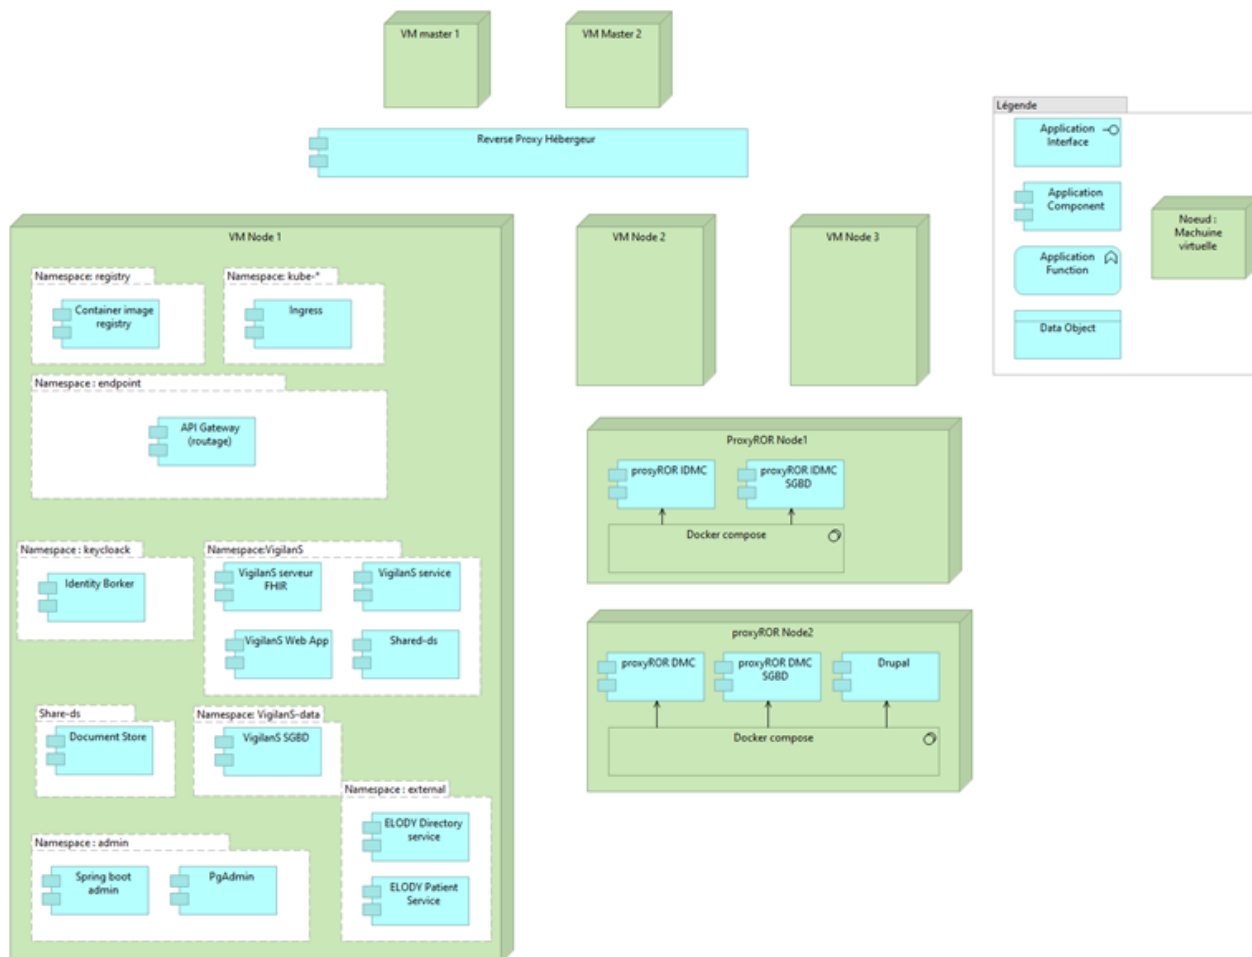 VM master 1
VM Master 2
Reverse Proxy Hébergeur
Légende
Application
Interface
Application
Component
Application
Function
Data Object
Noeud :
Machuine
virtuelle
VM Node 1
Namespace: registry
Container image
registry
Namespace: kube-*
Ingress
Namespace : endpoint
API Gateway
(routage)
Namespace : keycloack
Identity Borker
Namespace:VigilanS
VigilanS serveur
FHIR
VigilanS service
VigilanS Web App
Shared-ds
Share-ds
Document Store
Namespace: VigilanS-data
VigilanS SGBD
Namespace : external
ELODY Directory
service
ELODY Patient
Service
Namespace : admin
Spring boot
admin
PgAdmin
VM Node 2
VM Node 3
ProxyROR Node1
prosyROR IDMC
proxyROR IDMC
SGBD
Docker compose
proxyROR Node2
proxyROR DMC
proxyROR DMC
SGBD
Drupal
Docker compose